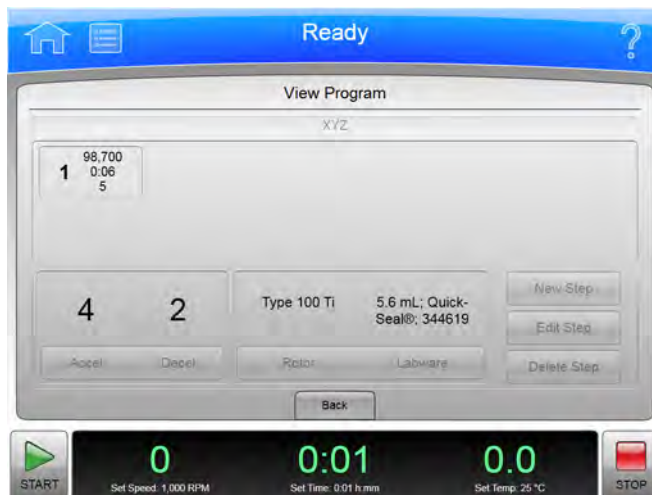 Ready
?
View Program
XYZ
1
98,700
0:06
5
4
2
Type 100 Ti
5.6 mL; Quick-
Seal®; 344619
New Step
Edit Step
Delete Step
Accel
Decel
Rotor
Labware
Back
START
0
Set Speed: 1,000 RPM
0:01
Set Time: 0:01 h:mm
0.0
Set Temp: 25 °C
STOP